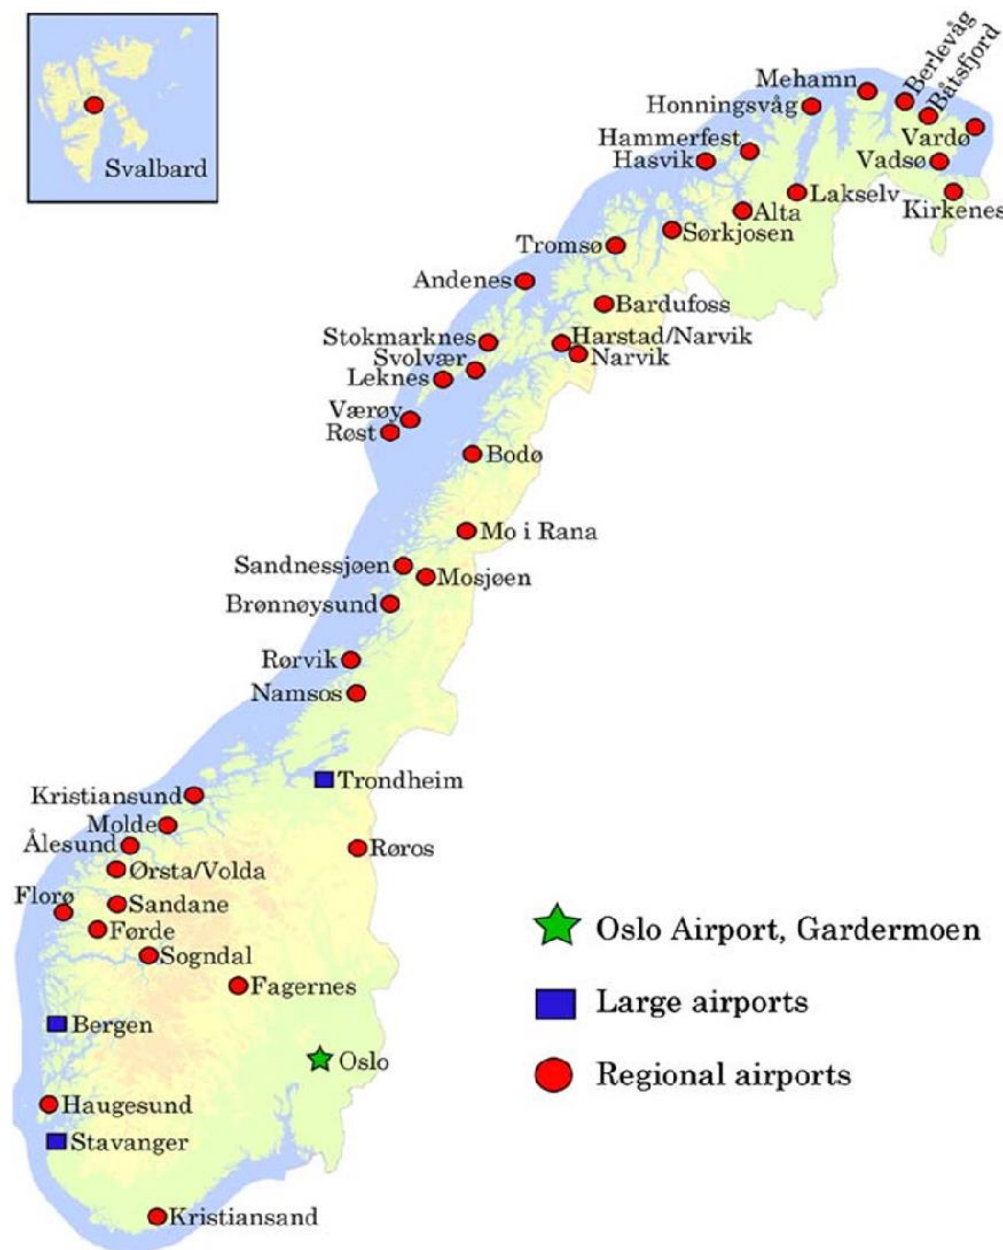 Svalbard
Berlevåg
Båtsfjord
Mehamn
Honningsvåg
Vardø
Hammerfest
Hasvik
Vadsø
Lakselv
Kirkenes
Alta
Sørkjosen
Tromsø
Andenes
Bardufoss
Stokmarknes
Harstad/Narvik
Svolvær
Narvik
Leknes
Værøy
Røst
Bodø
Mo i Rana
Sandnessjøen
Mosjøen
Brønnøysund
Rørvik
Namsos
Trondheim
Kristiansund
Molde
Ålesund
Røros
Ørsta/Volda
Florø
Sandane
Førde
Sogndal
Fagernes
Bergen
Oslo
Haugesund
Stavanger
Kristiansand
Oslo Airport, Gardermoen
Large airports
Regional airports